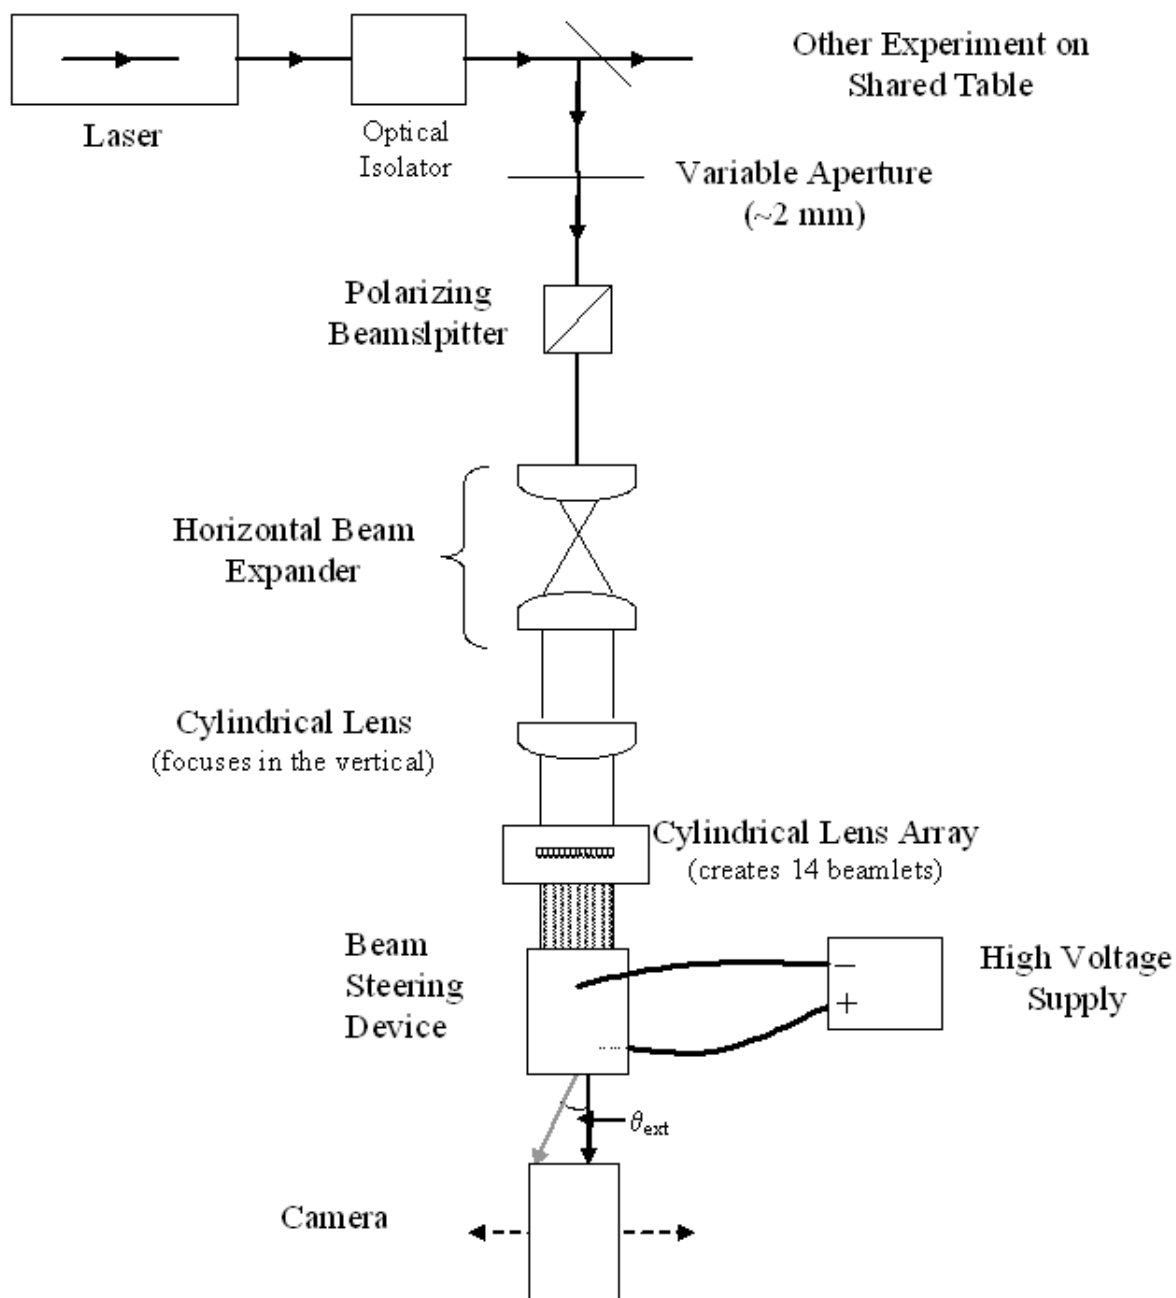 Other Experiment on
Shared Table
Laser
Optical
Isolator
Variable Aperture
(~2 mm)
Polarizing
Beamslpitter
Horizontal Beam
Expander
Cylindrical Lens
(focuses in the vertical)
Cylindrical Lens Array
(creates 14 beamlets)
Beam
Steering
Device
−
+
High Voltage
Supply
θext
Camera